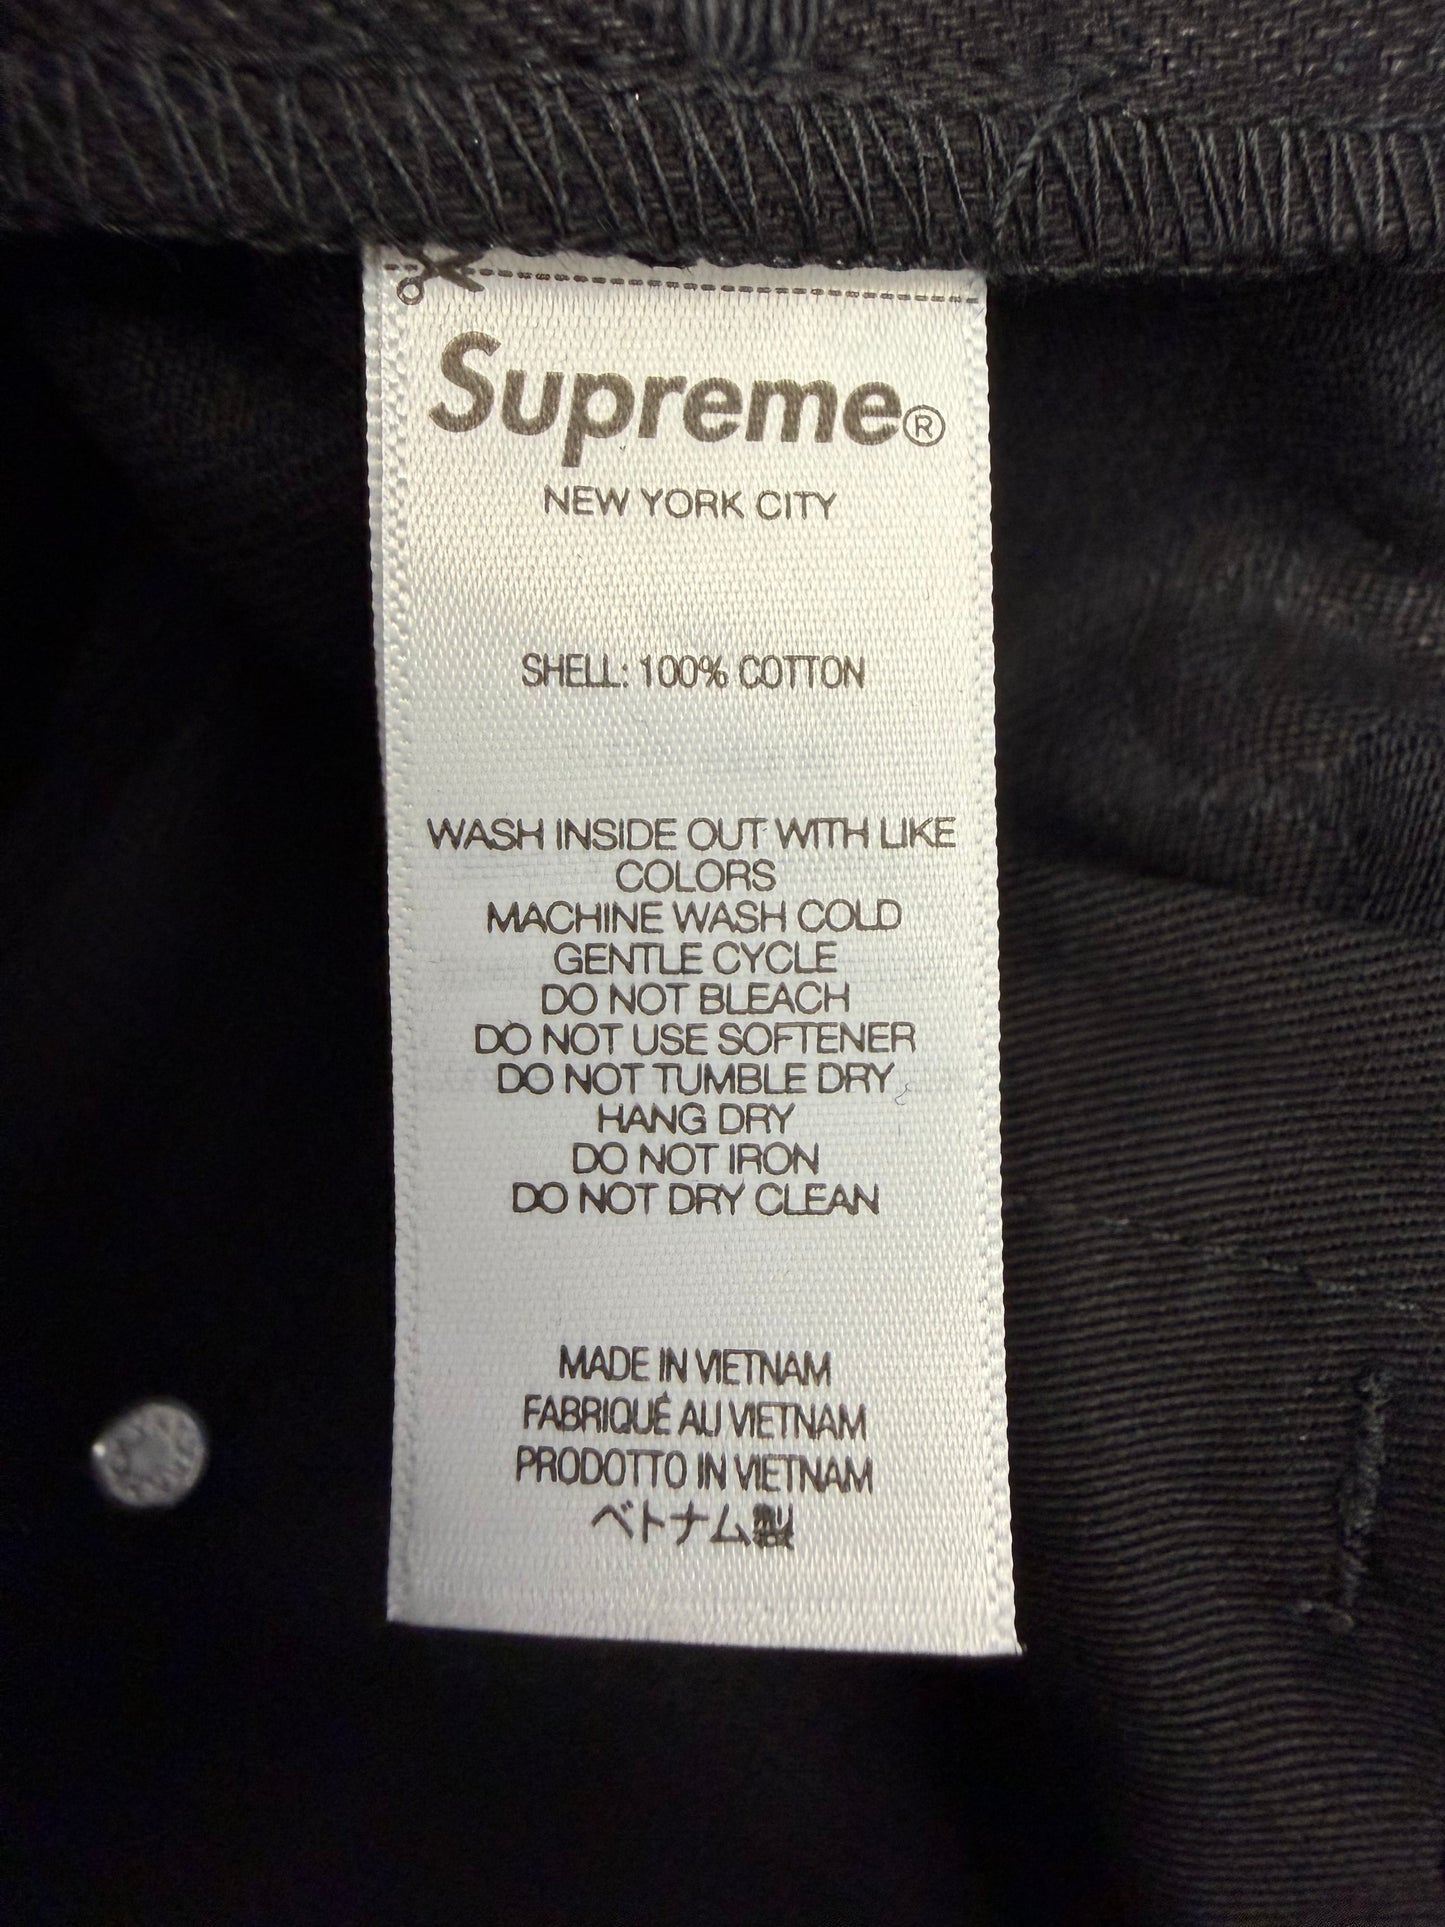 Supreme®
NEW YORK CITY
SHELL: 100% COTTON
WASH INSIDE OUT WITH LIKE
COLORS
MACHINE WASH COLD
GENTLE CYCLE
DO NOT BLEACH
DO NOT USE SOFTENER
DO NOT TUMBLE DRY
HANG DRY
DO NOT IRON
DO NOT DRY CLEAN
MADE IN VIETNAM
FABRIQUÉ AU VIETNAM
PRODOTTO IN VIETNAM
ベトナム製